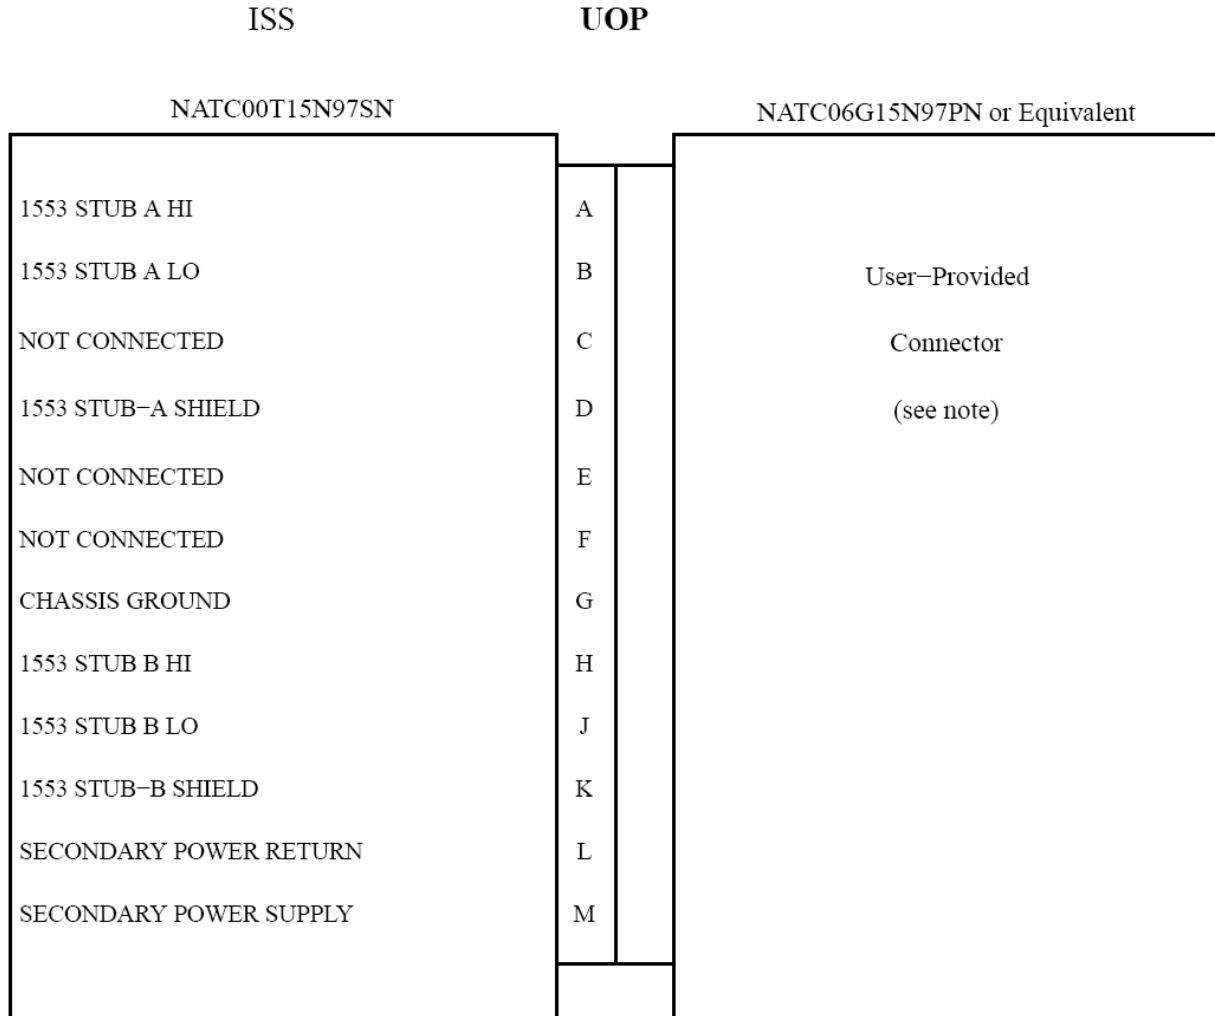 ISS UOP
NATC00T15N97SN NATC06G15N97PN or Equivalent
1553 STUB A HI A
1553 STUB A LO B User−Provided
NOT CONNECTED C Connector
1553 STUB−A SHIELD D (see note)
NOT CONNECTED E
NOT CONNECTED F
CHASSIS GROUND G
1553 STUB B HI H
1553 STUB B LO J
1553 STUB−B SHIELD K
SECONDARY POWER RETURN L
SECONDARY POWER SUPPLY M